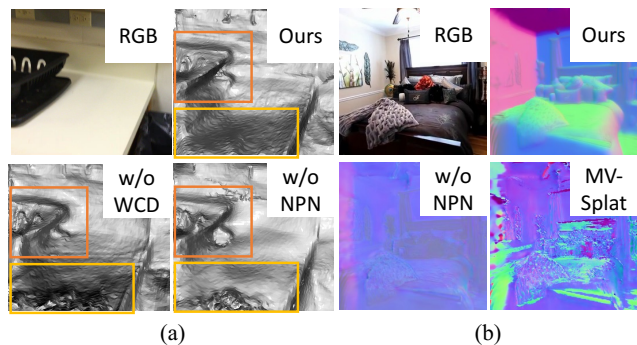 RGB
Ours
RGB
Ours
w/o
WCD
w/o
NPN
w/o
NPN
MV-
Splat
(a)
(b)